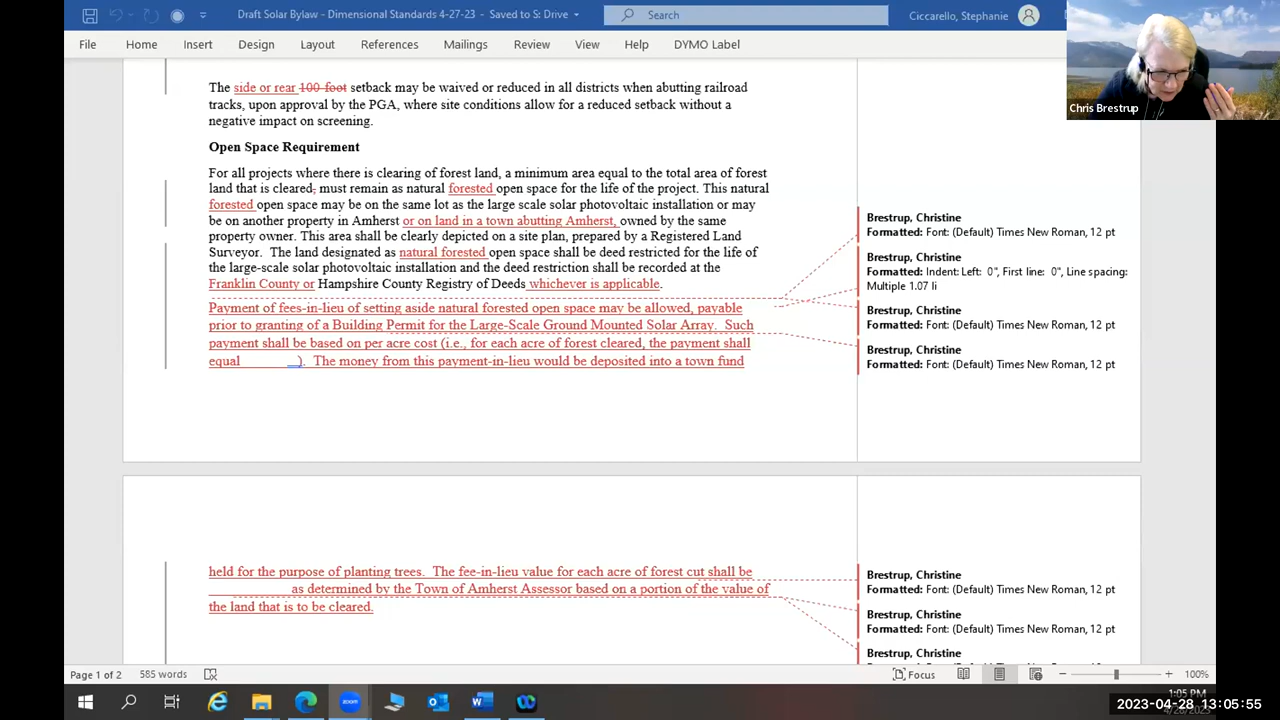 Draft Solar Bylaw - Dimensional Standards 4-27-23 - Saved to S: Drive
Search
Ciccarello, Stephanie
File Home Insert Design Layout References Mailings Review View Help DYMO Label
Chris Brestrup
The side or rear 100-foot setback may be waived or reduced in all districts when abutting railroad
tracks, upon approval by the PGA, where site conditions allow for a reduced setback without a
negative impact on screening.
Open Space Requirement
For all projects where there is clearing of forest land, a minimum area equal to the total area of forest
land that is cleared, must remain as natural forested open space for the life of the project. This natural
forested open space may be on the same lot as the large scale solar photovoltaic installation or may
be on another property in Amherst or on land in a town abutting Amherst, owned by the same
property owner. This area shall be clearly depicted on a site plan, prepared by a Registered Land
Surveyor. The land designated as natural forested open space shall be deed restricted for the life of
the large-scale solar photovoltaic installation and the deed restriction shall be recorded at the
Franklin County or Hampshire County Registry of Deeds whichever is applicable.
Payment of fees-in-lieu of setting aside natural forested open space may be allowed, payable
prior to granting of a Building Permit for the Large-Scale Ground Mounted Solar Array. Such
payment shall be based on per acre cost (i.e., for each acre of forest cleared, the payment shall
equal ________). The money from this payment-in-lieu would be deposited into a town fund
Brestrup, Christine
Formatted: Font: (Default) Times New Roman, 12 pt
Brestrup, Christine
Formatted: Indent: Left: 0", First line: 0", Line spacing:
Multiple 1.07 li
Brestrup, Christine
Formatted: Font: (Default) Times New Roman, 12 pt
Brestrup, Christine
Formatted: Font: (Default) Times New Roman, 12 pt
held for the purpose of planting trees. The fee-in-lieu value for each acre of forest cut shall be
__________ as determined by the Town of Amherst Assessor based on a portion of the value of
the land that is to be cleared.
Brestrup, Christine
Formatted: Font: (Default) Times New Roman, 12 pt
Brestrup, Christine
Formatted: Font: (Default) Times New Roman, 12 pt
Brestrup, Christine
Page 1 of 2 585 words
Focus
100%
1:05 PM
2023-04-28 13:05:55